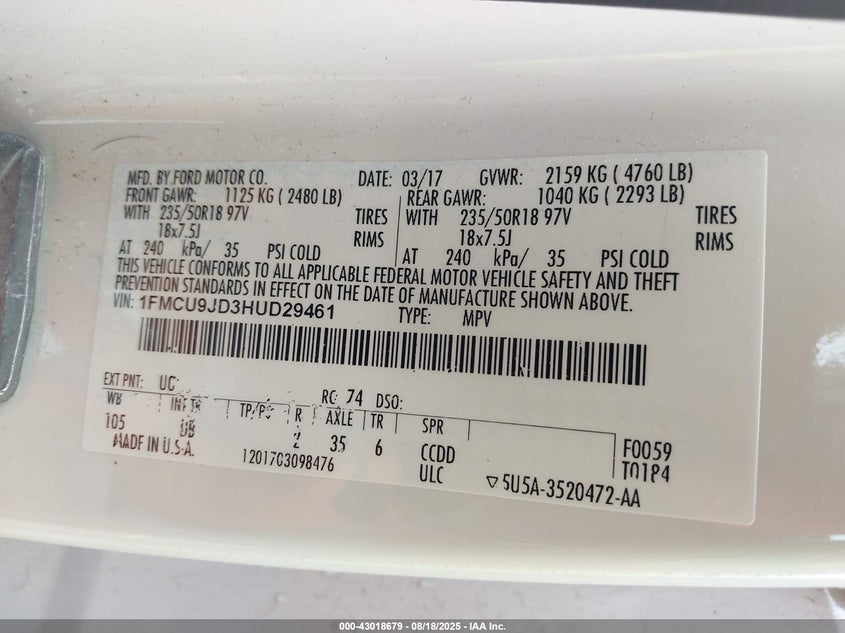 MFD. BY FORD MOTOR CO. DATE: 03/17 GVWR: 2159 KG ( 4760 LB)
FRONT GAWR: 1125 KG ( 2480 LB) REAR GAWR: 1040 KG ( 2293 LB)
WITH 235/50R18 97V TIRES WITH 235/50R18 97V TIRES
18x7.5J RIMS 18x7.5J RIMS
AT 240 kPa/ 35 PSI COLD AT 240 kPa/ 35 PSI COLD
THIS VEHICLE CONFORMS TO ALL APPLICABLE FEDERAL MOTOR VEHICLE SAFETY AND THEFT
PREVENTION STANDARDS IN EFFECT ON THE DATE OF MANUFACTURE SHOWN ABOVE.
VIN: 1FMCU9JD3HUD29461 TYPE: MPV
EXT PNT: UG RC: 74 DSO:
WB INT TR TP/PS R AXLE TR SPR
105 2 35 6 CCDD F0059
MADE IN U.S.A. 1201703098476 ULC T01P4
▽5U5A-3520472-AA
000-43018679 - 08/18/2025 - IAA Inc.